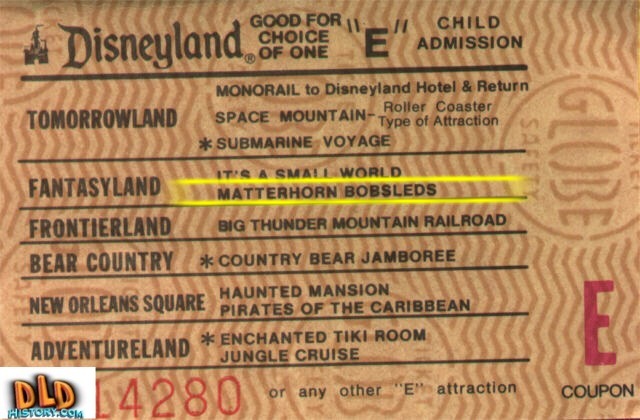 Disneyland® GOOD FOR CHOICE OF ONE "E" CHILD ADMISSION
TOMORROWLAND
MONORAIL to Disneyland Hotel & Return
SPACE MOUNTAIN- Roller Coaster Type of Attraction
* SUBMARINE VOYAGE
FANTASYLAND
IT'S A SMALL WORLD
MATTERHORN BOBSLEDS
FRONTIERLAND BIG THUNDER MOUNTAIN RAILROAD
BEAR COUNTRY * COUNTRY BEAR JAMBOREE
NEW ORLEANS SQUARE
HAUNTED MANSION
PIRATES OF THE CARIBBEAN
ADVENTURELAND
* ENCHANTED TIKI ROOM
JUNGLE CRUISE
14280 or any other "E" attraction
E
COUPON
GLOBE
DLD
HISTORY.COM